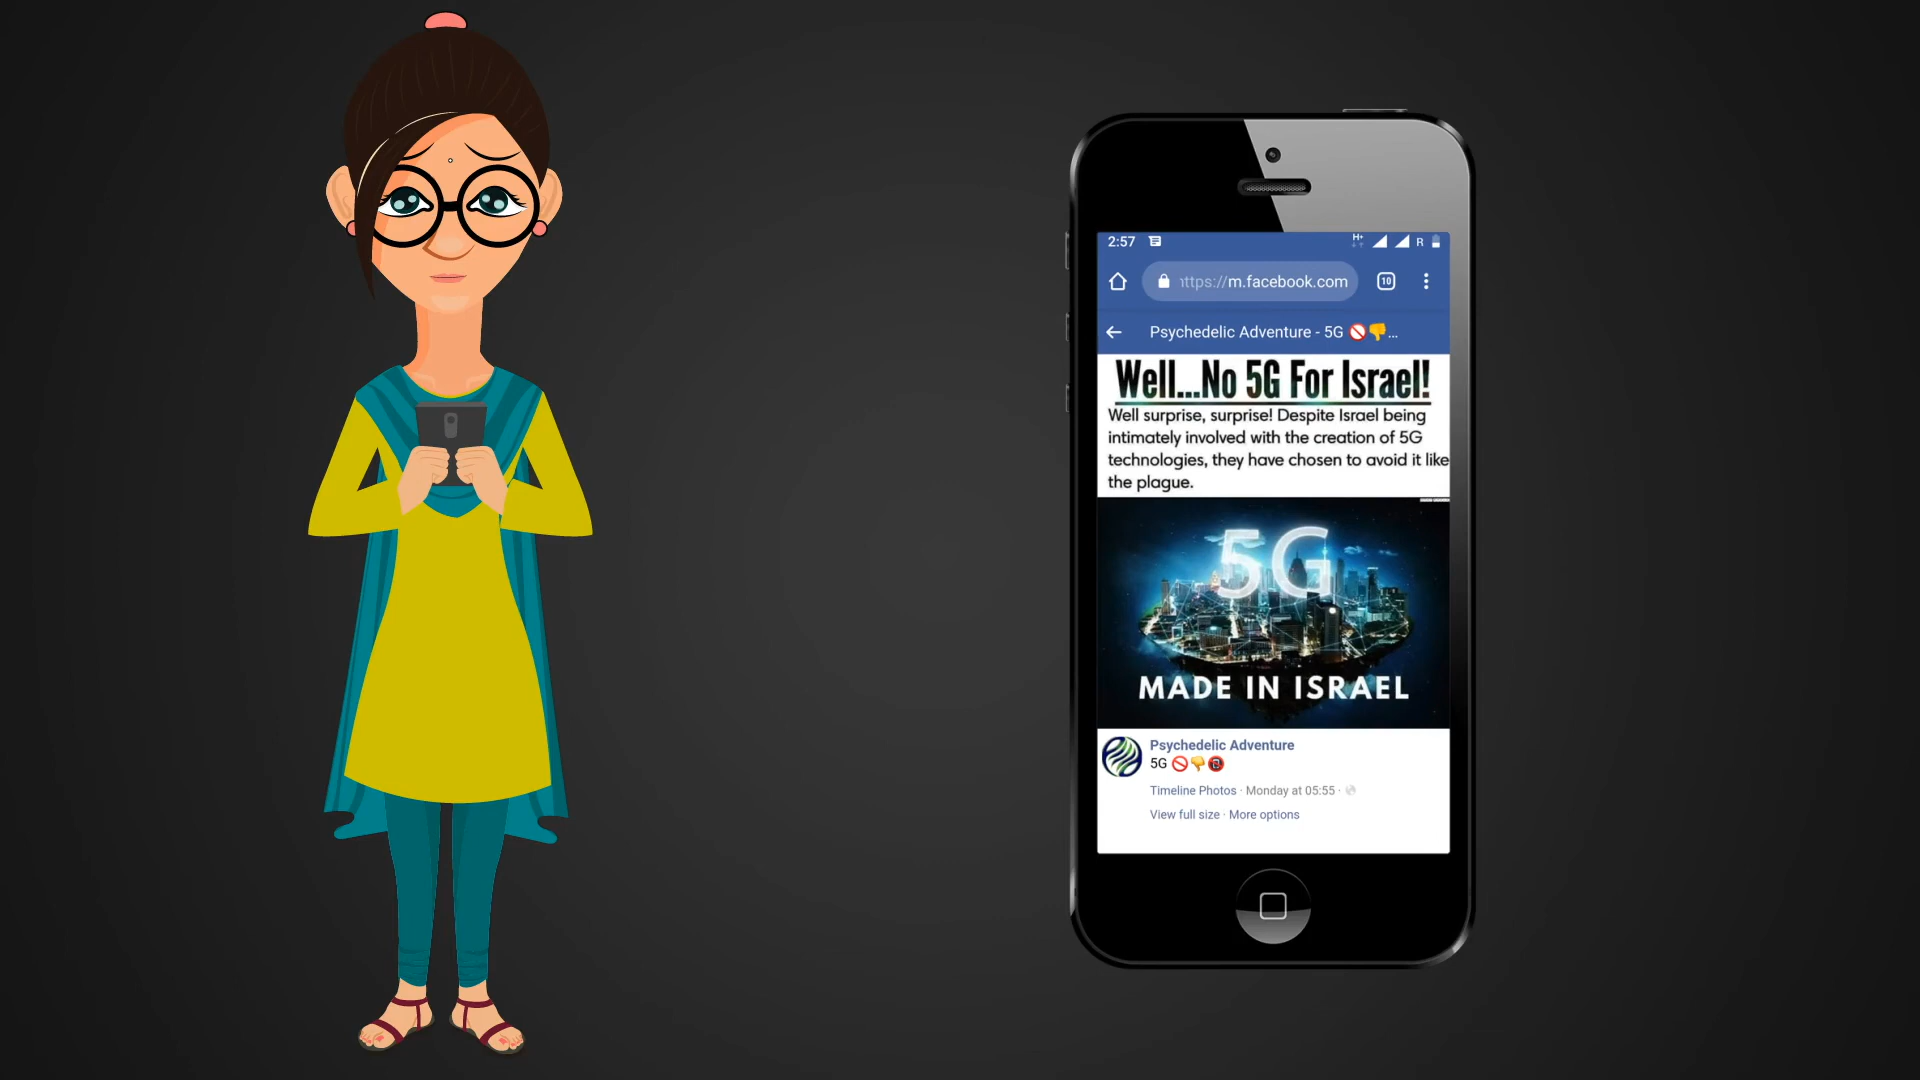 2:57
H+
R
ttps://m.facebook.com
10
Psychedelic Adventure - 5G 🚫👎...
Well...No 5G For Israel!
Well surprise, surprise! Despite Israel being
intimately involved with the creation of 5G
technologies, they have chosen to avoid it like
the plague.
5G
MADE IN ISRAEL
Psychedelic Adventure
5G 🚫👎📵
Timeline Photos · Monday at 05:55 ·
View full size · More options